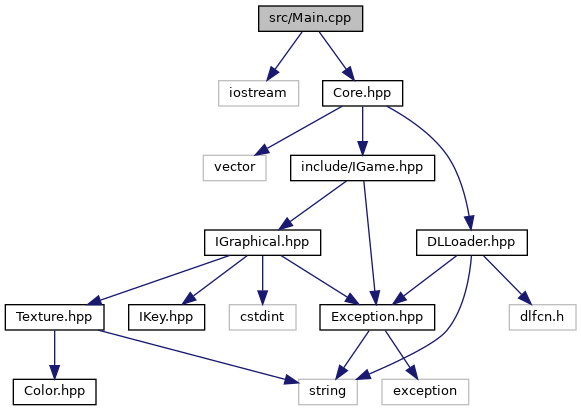 src/Main.cpp
iostream
Core.hpp
vector
include/IGame.hpp
IGraphical.hpp
DLLoader.hpp
Texture.hpp
IKey.hpp
cstdint
Exception.hpp
dlfcn.h
Color.hpp
string
exception